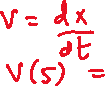 v = dx/dt
v(5) =